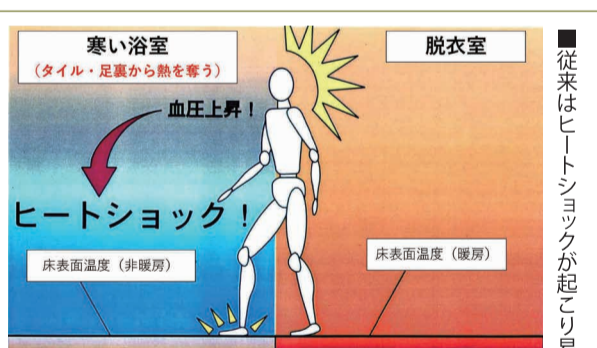 ■従来はヒートショックが起こり易
寒い浴室
(タイル・足裏から熱を奪う)
脱衣室
血圧上昇！
ヒートショック！
床表面温度（非暖房）
床表面温度（暖房）